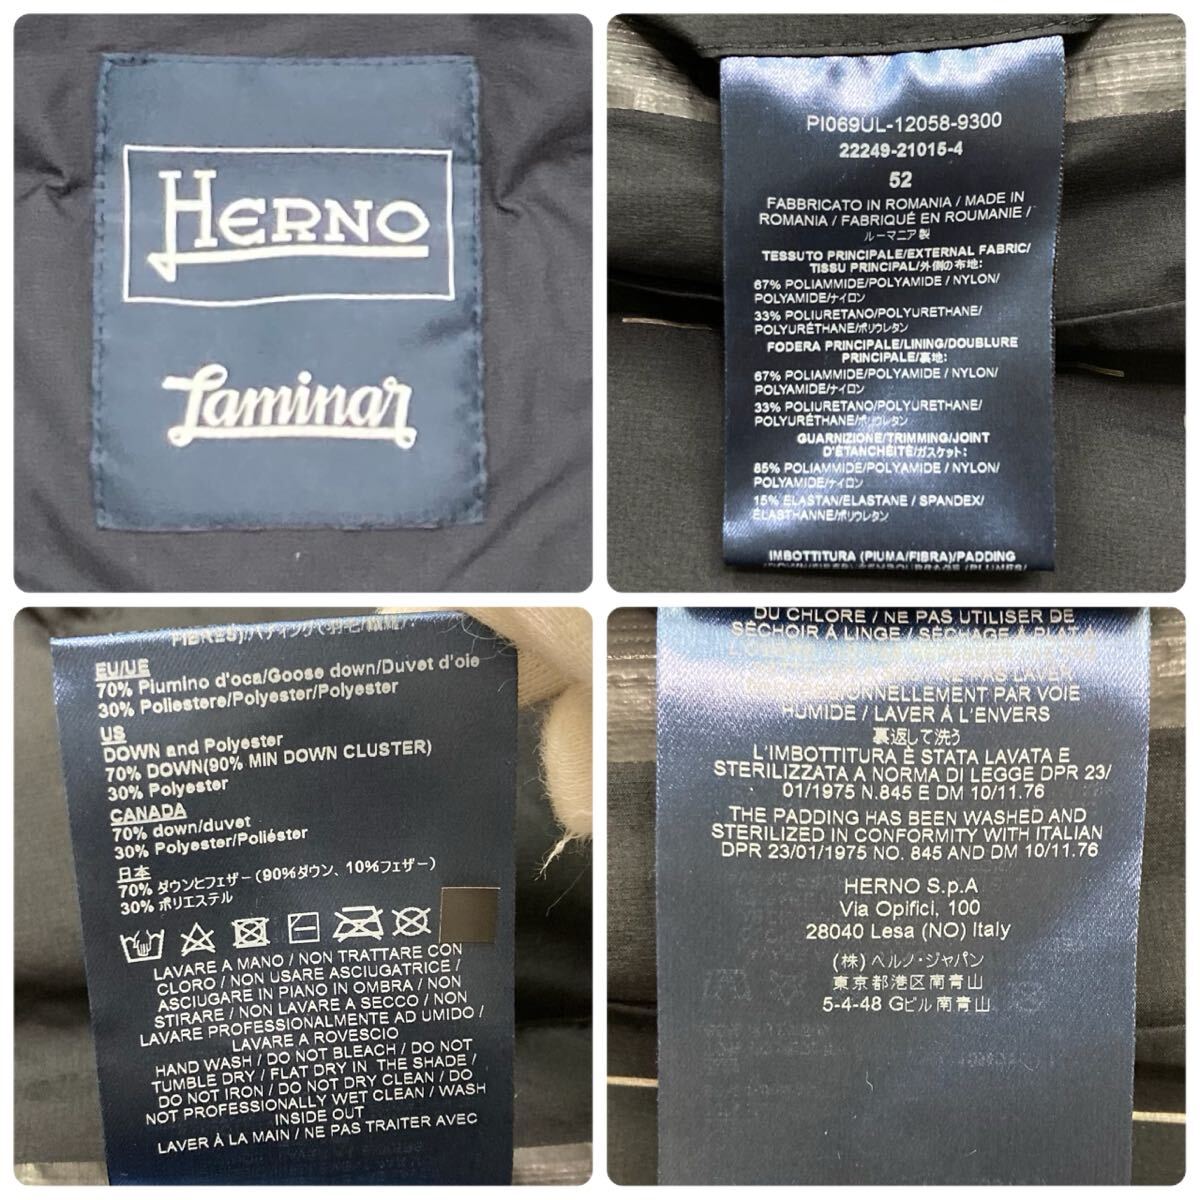 HERNO
Laminar
PI069UL-12058-9300
22249-21015-4
52
FABBRICATO IN ROMANIA / MADE IN
ROMANIA / FABRIQUÉ EN ROUMANIE /
ルーマニア製
TESSUTO PRINCIPALE/EXTERNAL FABRIC/
TISSU PRINCIPAL/外側の布地:
67% POLIAMMIDE/POLYAMIDE / NYLON/
POLYAMIDE/ナイロン
33% POLIURETANO/POLYURETHANE/
POLYURÉTHANE/ポリウレタン
FODERA PRINCIPALE/LINING/DOUBLURE
PRINCIPALE/裏地:
67% POLIAMMIDE/POLYAMIDE / NYLON/
POLYAMIDE/ナイロン
33% POLIURETANO/POLYURETHANE/
POLYURÉTHANE/ポリウレタン
GUARNIZIONE/TRIMMING/JOINT
D'ÉTANCHÉITÉ/ガスケット:
85% POLIAMMIDE/POLYAMIDE / NYLON/
POLYAMIDE/ナイロン
15% ELASTAN/ELASTANE / SPANDEX/
ÉLASTHANNE/ポリウレタン
IMBOTTITURA (PIUMA/FIBRA)/PADDING
(DOWN/FIBER)/REMBOURRAGE (PLUMES/
FIBRES)/パディング(羽毛/繊維):
EU/UE
70% Piumino d'oca/Goose down/Duvet d'oie
30% Poliestere/Polyester/Polyester
US
DOWN and Polyester
70% DOWN(90% MIN DOWN CLUSTER)
30% Polyester
CANADA
70% down/duvet
30% Polyester/Poliéster
日本
70% ダウンとフェザー(90%ダウン、10%フェザー)
30% ポリエステル
LAVARE A MANO / NON TRATTARE CON
CLORO / NON USARE ASCIUGATRICE /
ASCIUGARE IN PIANO IN OMBRA / NON
STIRARE / NON LAVARE A SECCO / NON
LAVARE PROFESSIONALMENTE AD UMIDO /
LAVARE A ROVESCIO
HAND WASH / DO NOT BLEACH / DO NOT
TUMBLE DRY / FLAT DRY IN THE SHADE /
DO NOT IRON / DO NOT DRY CLEAN / DO
NOT PROFESSIONALLY WET CLEAN / WASH
INSIDE OUT
LAVER À LA MAIN / NE PAS TRAITER AVEC
DU CHLORE / NE PAS UTILISER DE
SÉCHOIR À LINGE / SÉCHAGE À PLAT À
PAS LAVER
PROFESSIONNELLEMENT PAR VOIE
HUMIDE / LAVER À L'ENVERS
裏返して洗う
L'IMBOTTITURA È STATA LAVATA E
STERILIZZATA A NORMA DI LEGGE DPR 23/
01/1975 N.845 E DM 10/11.76
THE PADDING HAS BEEN WASHED AND
STERILIZED IN CONFORMITY WITH ITALIAN
DPR 23/01/1975 NO. 845 AND DM 10/11.76
HERNO S.p.A
Via Opifici, 100
28040 Lesa (NO) Italy
(株)ヘルノ・ジャパン
東京都港区南青山
5-4-48 Gビル南青山